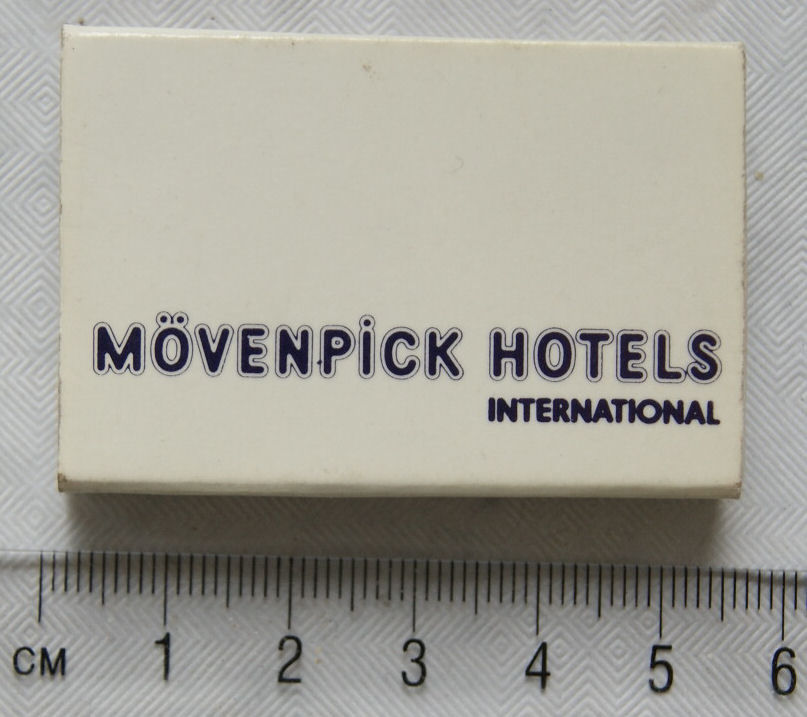 MÖVENPiCK HOTELS
INTERNATIONAL
CM 1 2 3 4 5 6